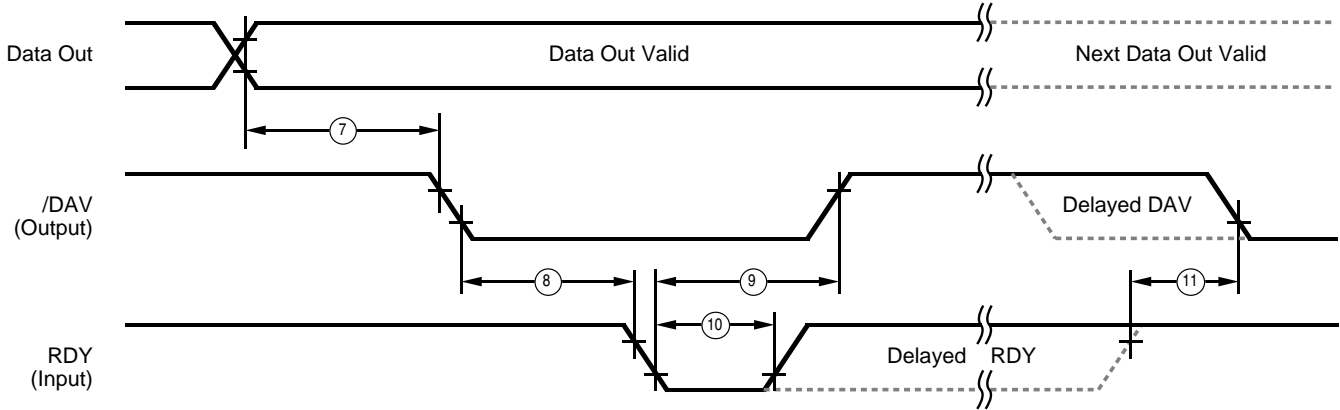 Data Out
Data Out Valid
Next Data Out Valid
7
/DAV
(Output)
Delayed DAV
8
9
11
10
RDY
(Input)
Delayed RDY